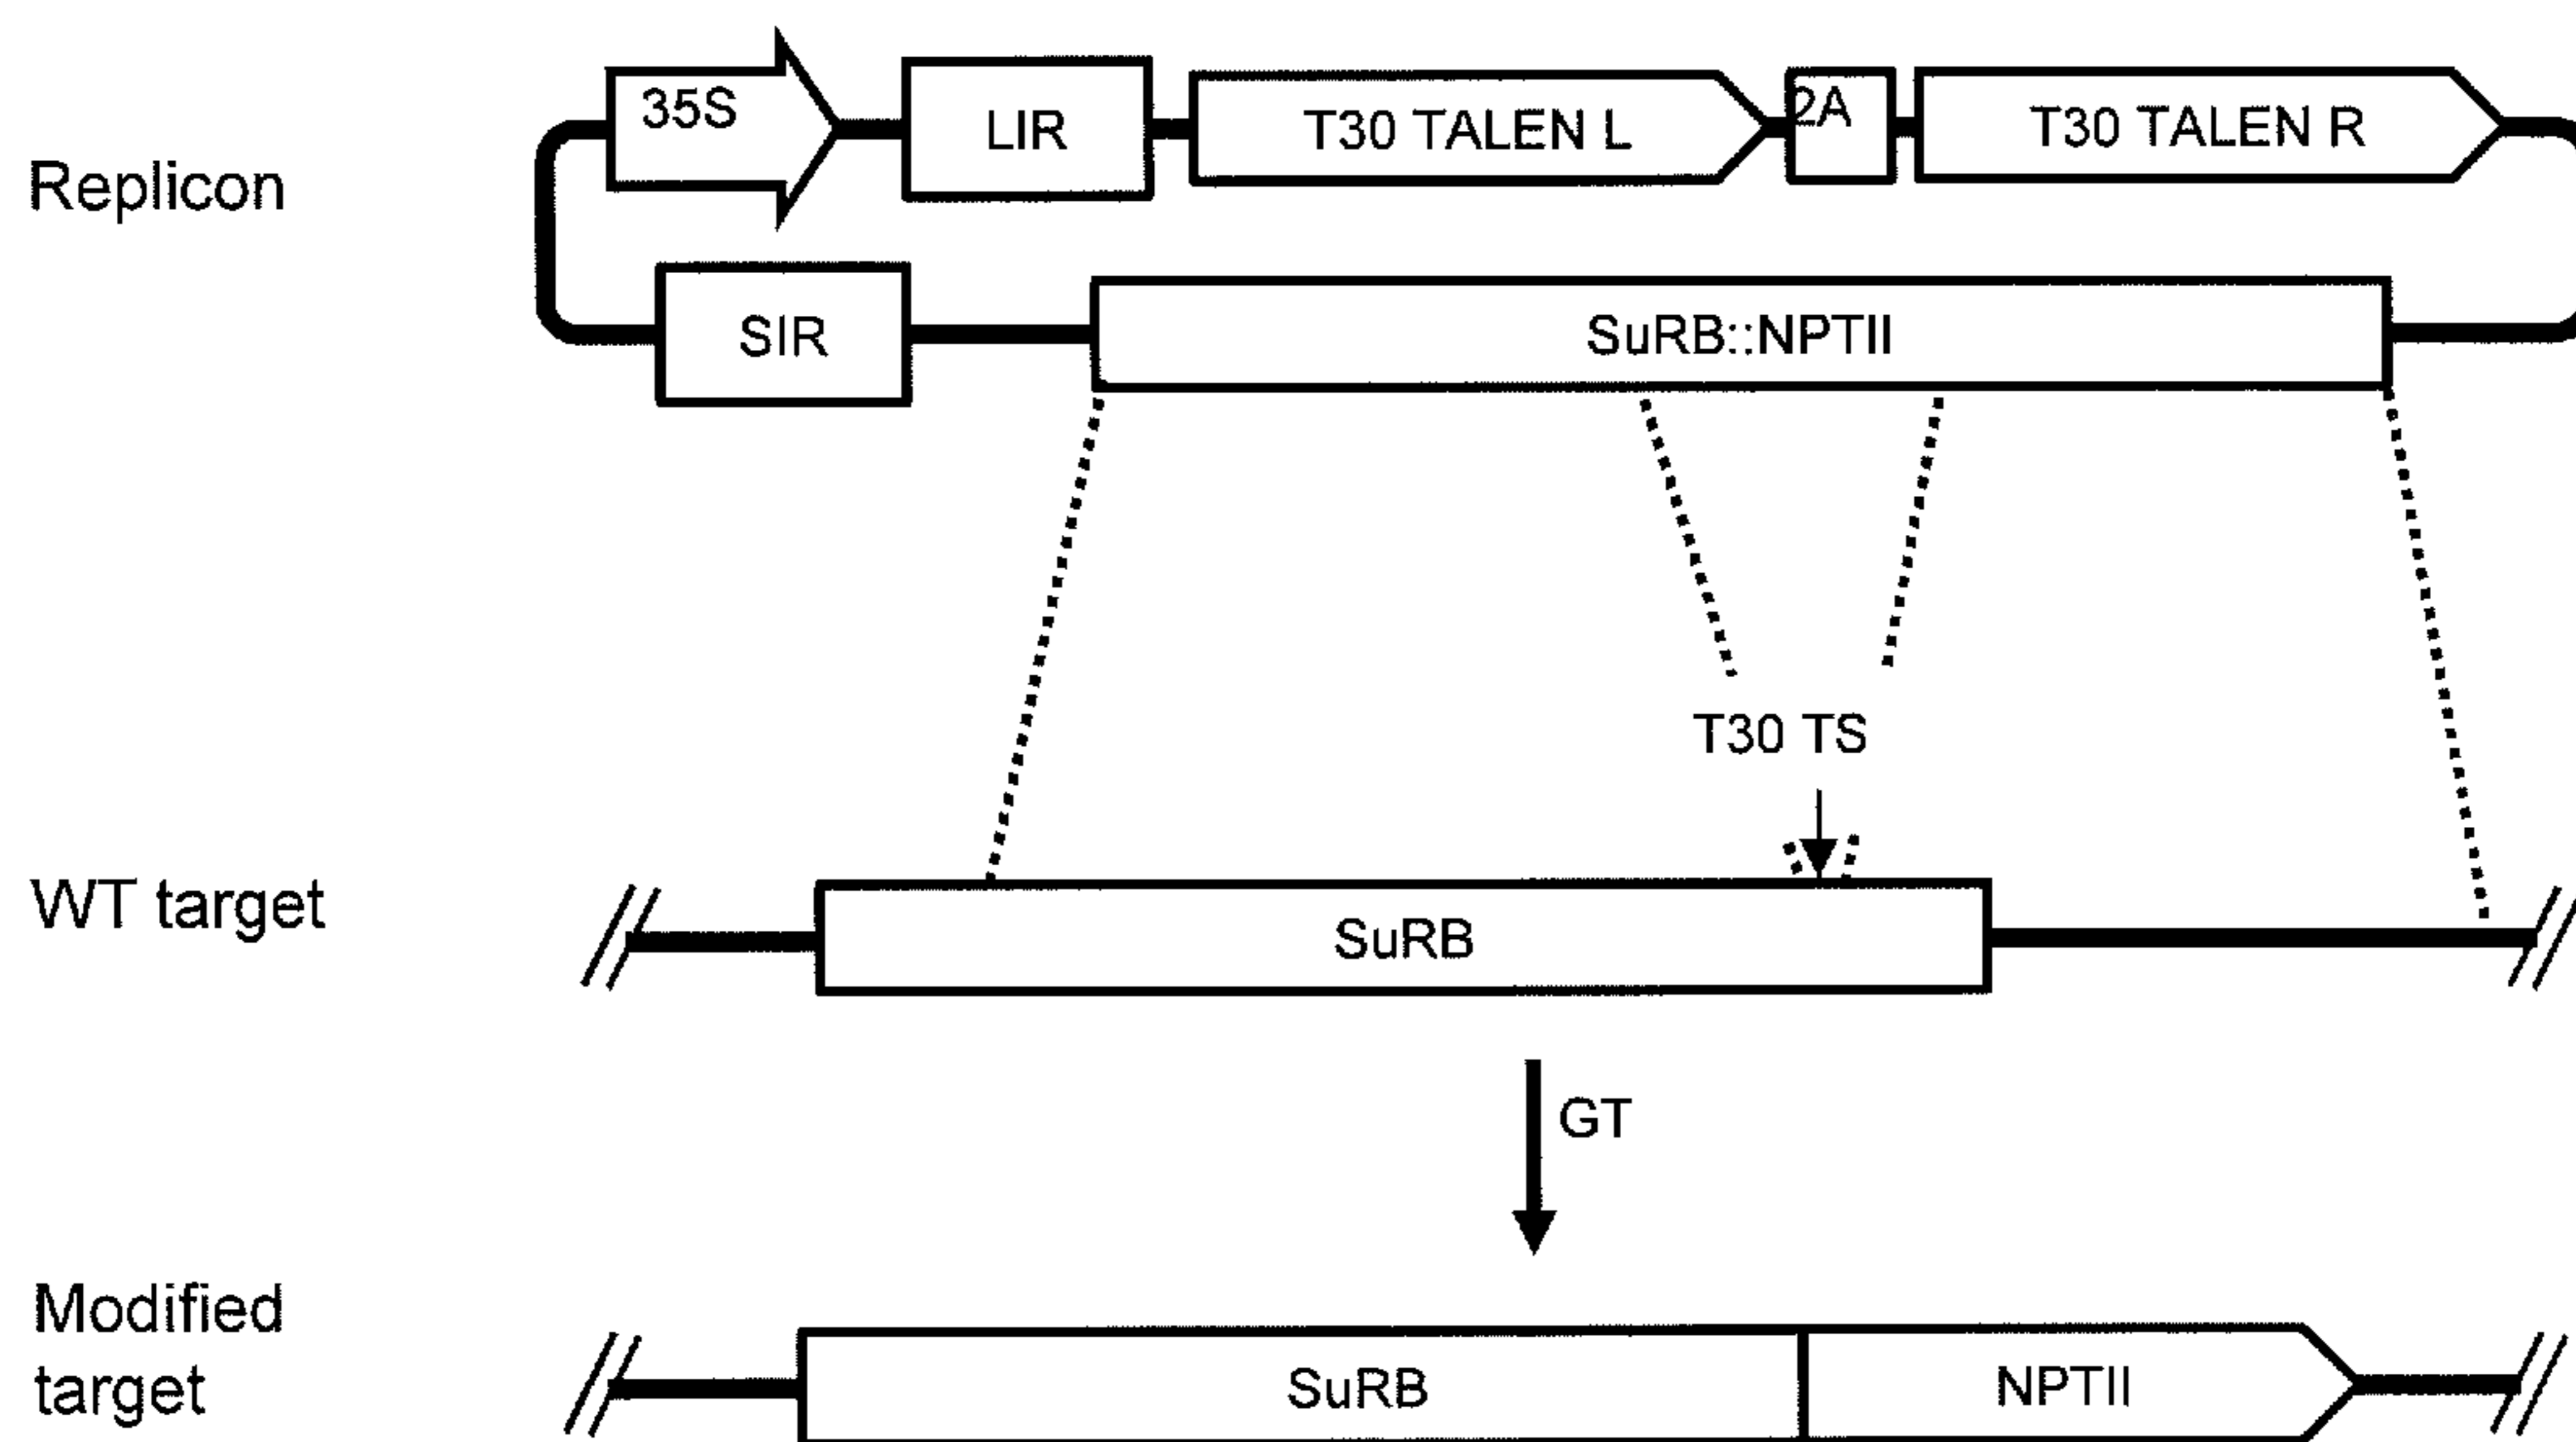 35S
LIR
T30 TALEN L
2A
T30 TALEN R
Replicon
SIR
SuRB::NPTII
T30 TS
WT target
SuRB
GT
Modified
target
SuRB
NPTII